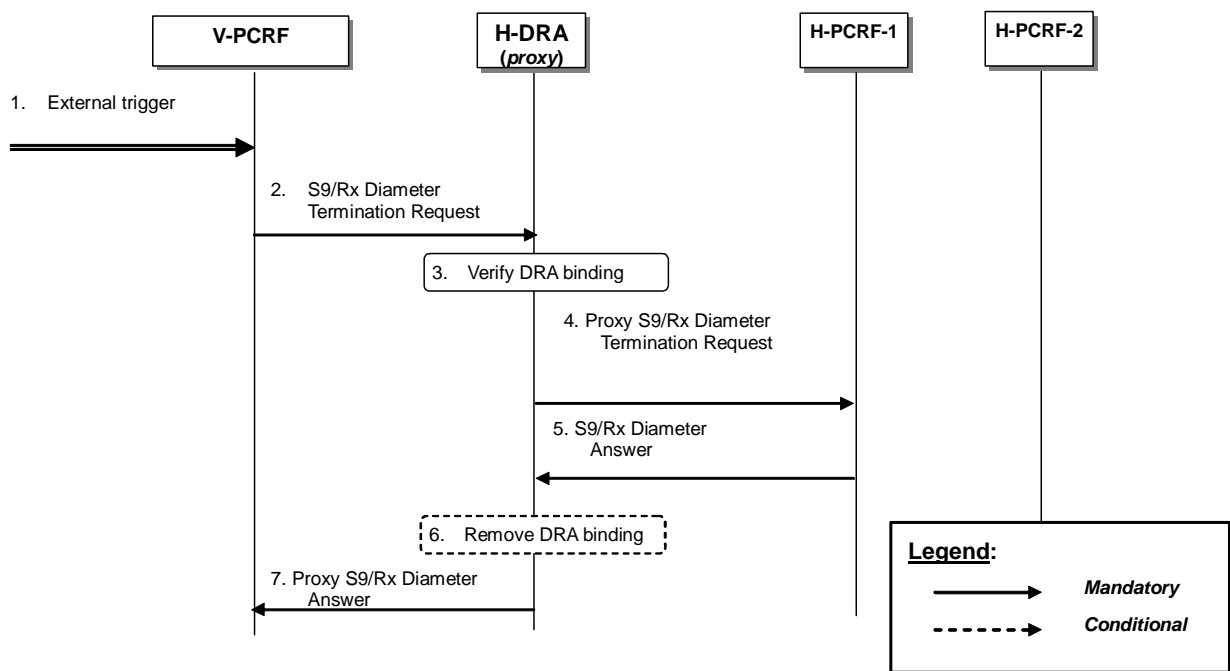 V-PCRF
H-DRA
(proxy)
H-PCRF-1
H-PCRF-2
1. External trigger
2. S9/Rx Diameter
Termination Request
3. Verify DRA binding
4. Proxy S9/Rx Diameter
Termination Request
5. S9/Rx Diameter
Answer
6. Remove DRA binding
7. Proxy S9/Rx Diameter
Answer
Legend:
Mandatory
Conditional